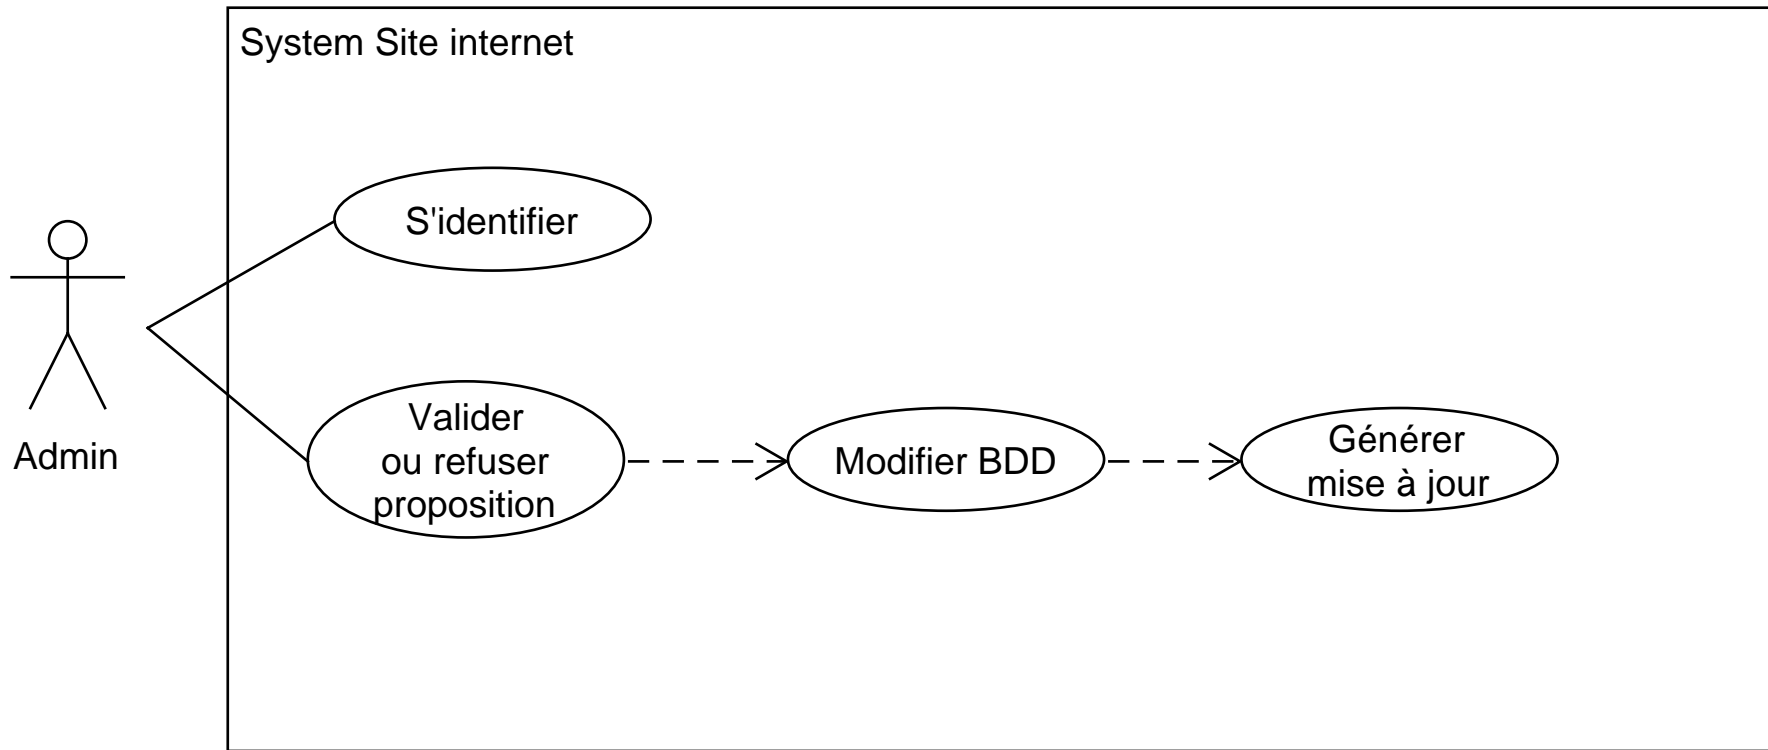 System Site internet
S'identifier
Admin
Valider
ou refuser
proposition
Modifier BDD
Générer
mise à jour